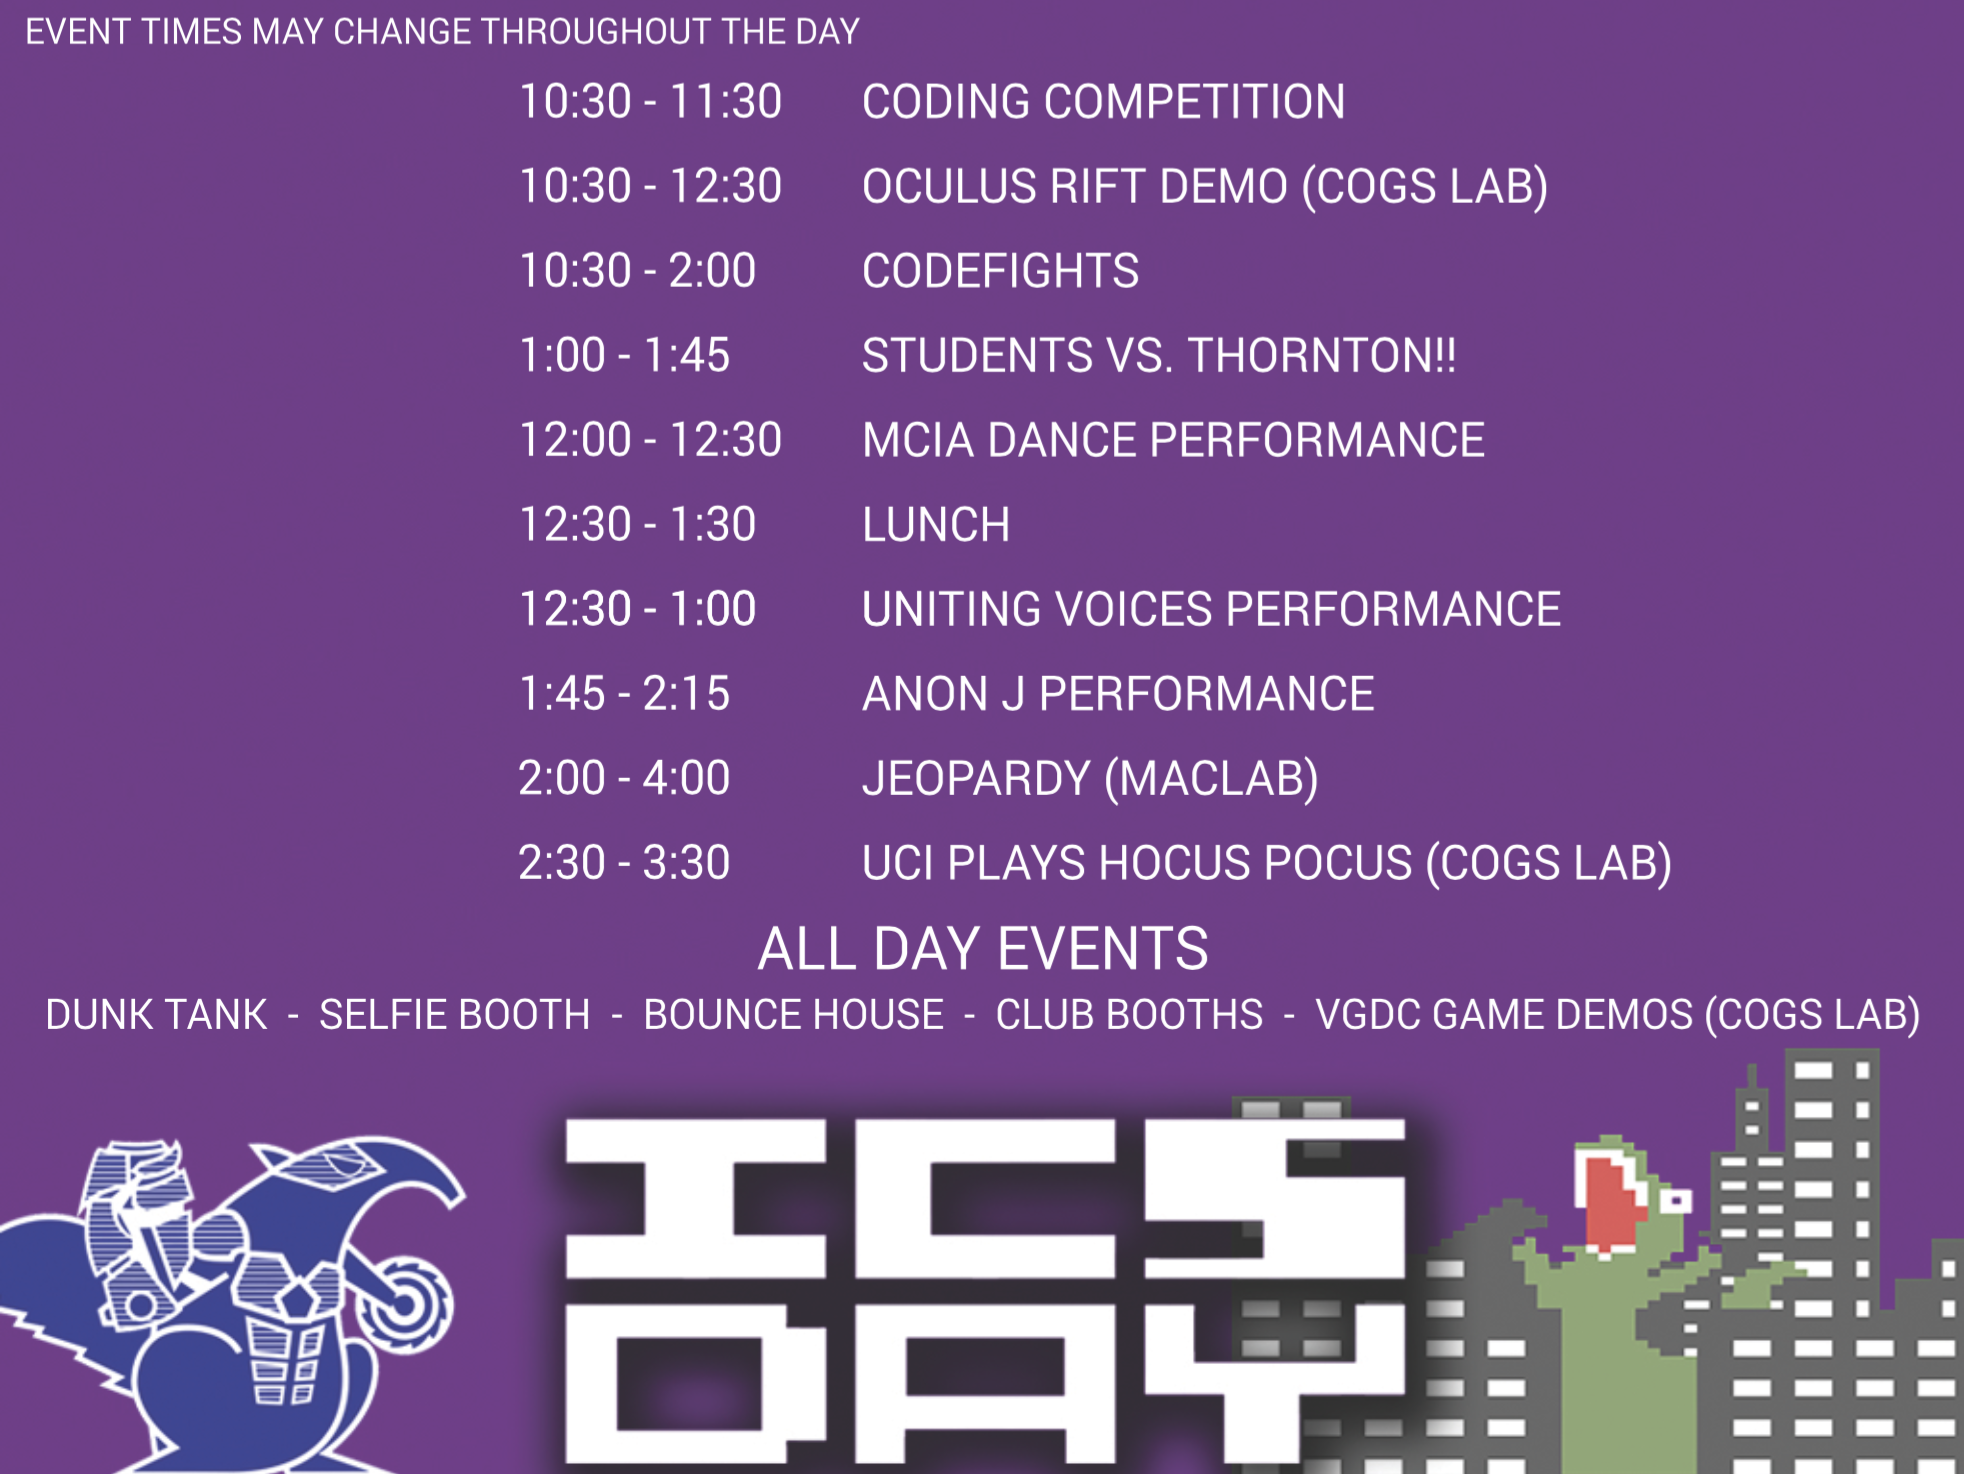 EVENT TIMES MAY CHANGE THROUGHOUT THE DAY
10:30 - 11:30 CODING COMPETITION
10:30 - 12:30 OCULUS RIFT DEMO (COGS LAB)
10:30 - 2:00 CODEFIGHTS
1:00 - 1:45 STUDENTS VS. THORNTON!!
12:00 - 12:30 MCIA DANCE PERFORMANCE
12:30 - 1:30 LUNCH
12:30 - 1:00 UNITING VOICES PERFORMANCE
1:45 - 2:15 ANON J PERFORMANCE
2:00 - 4:00 JEOPARDY (MACLAB)
2:30 - 3:30 UCI PLAYS HOCUS POCUS (COGS LAB)
ALL DAY EVENTS
DUNK TANK - SELFIE BOOTH - BOUNCE HOUSE - CLUB BOOTHS - VGDC GAME DEMOS (COGS LAB)
ICS
DAY